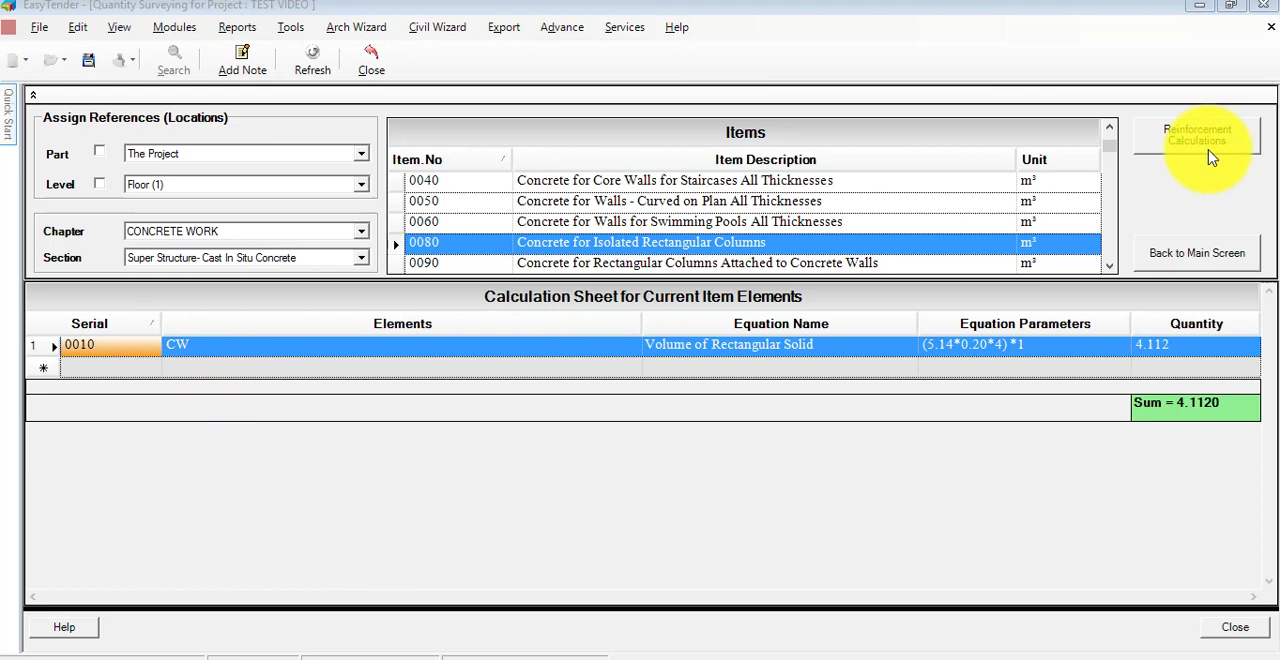 EasyTender - [Quantity Surveying for Project : TEST VIDEO ]
File Edit View Modules Reports Tools Arch Wizard Civil Wizard Export Advance Services Help
Search Add Note Refresh Close
Quick Start
Assign References (Locations)
Part The Project
Level Floor (1)
Chapter CONCRETE WORK
Section Super Structure- Cast In Situ Concrete
Items
Item.No Item Description Unit
0040 Concrete for Core Walls for Staircases All Thicknesses m³
0050 Concrete for Walls - Curved on Plan All Thicknesses m³
0060 Concrete for Walls for Swimming Pools All Thicknesses m³
0080 Concrete for Isolated Rectangular Columns m³
0090 Concrete for Rectangular Columns Attached to Concrete Walls m³
Reinforcement
Calculations
Back to Main Screen
Calculation Sheet for Current Item Elements
Serial Elements Equation Name Equation Parameters Quantity
1 0010 CW Volume of Rectangular Solid (5.14*0.20*4) *1 4.112
Sum = 4.1120
Help Close